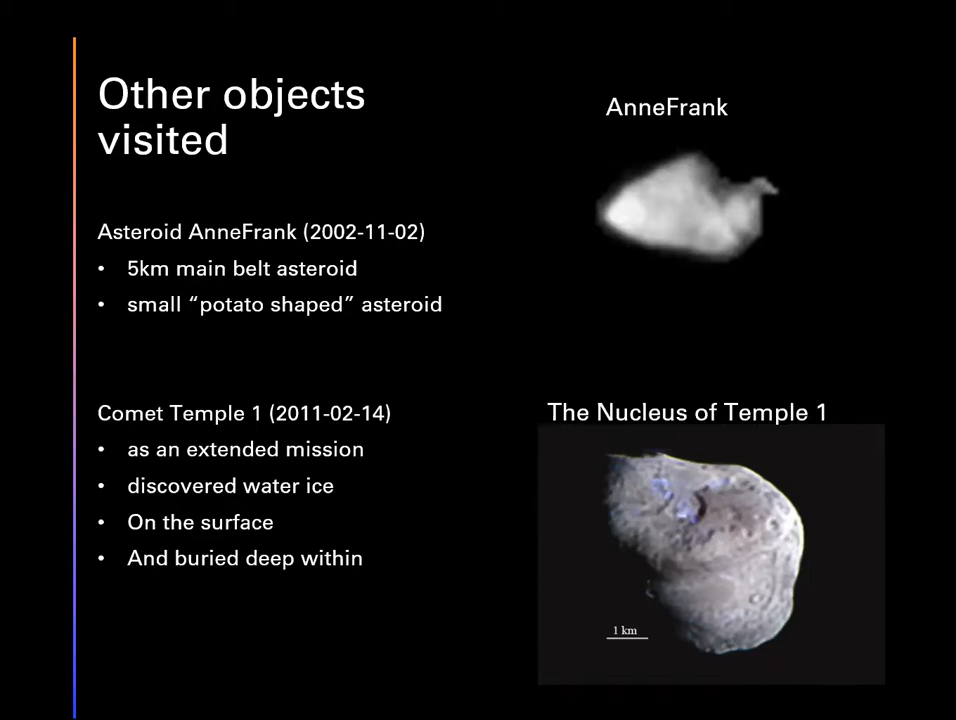 Other objects
visited
Asteroid AnneFrank (2002-11-02)
• 5km main belt asteroid
• small “potato shaped” asteroid
Comet Temple 1 (2011-02-14)
• as an extended mission
• discovered water ice
• On the surface
• And buried deep within
AnneFrank
The Nucleus of Temple 1
1 km